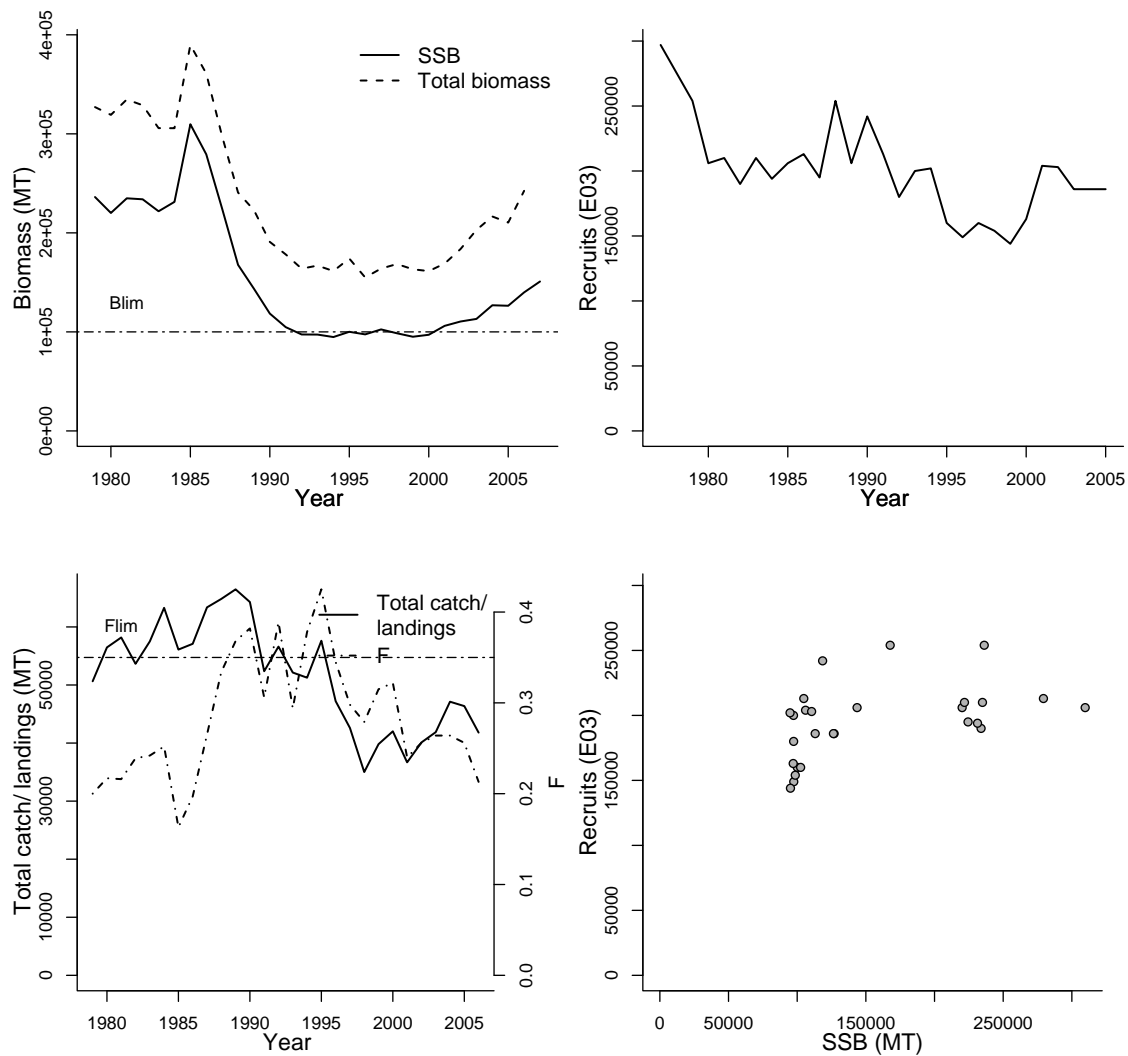 SSB
Total biomass
Blim
Biomass (MT)
0e+00 1e+05 2e+05 3e+05 4e+05
1980 1985 1990 1995 2000 2005
Year
Recruits (E03)
0 50000 150000 250000
1980 1985 1990 1995 2000 2005
Year
Total catch/
landings
F
Flim
Total catch/ landings (MT)
0 10000 30000 50000
F
0.0 0.1 0.2 0.3 0.4
1980 1985 1990 1995 2000 2005
Year
Recruits (E03)
0 50000 150000 250000
0 50000 150000 250000
SSB (MT)